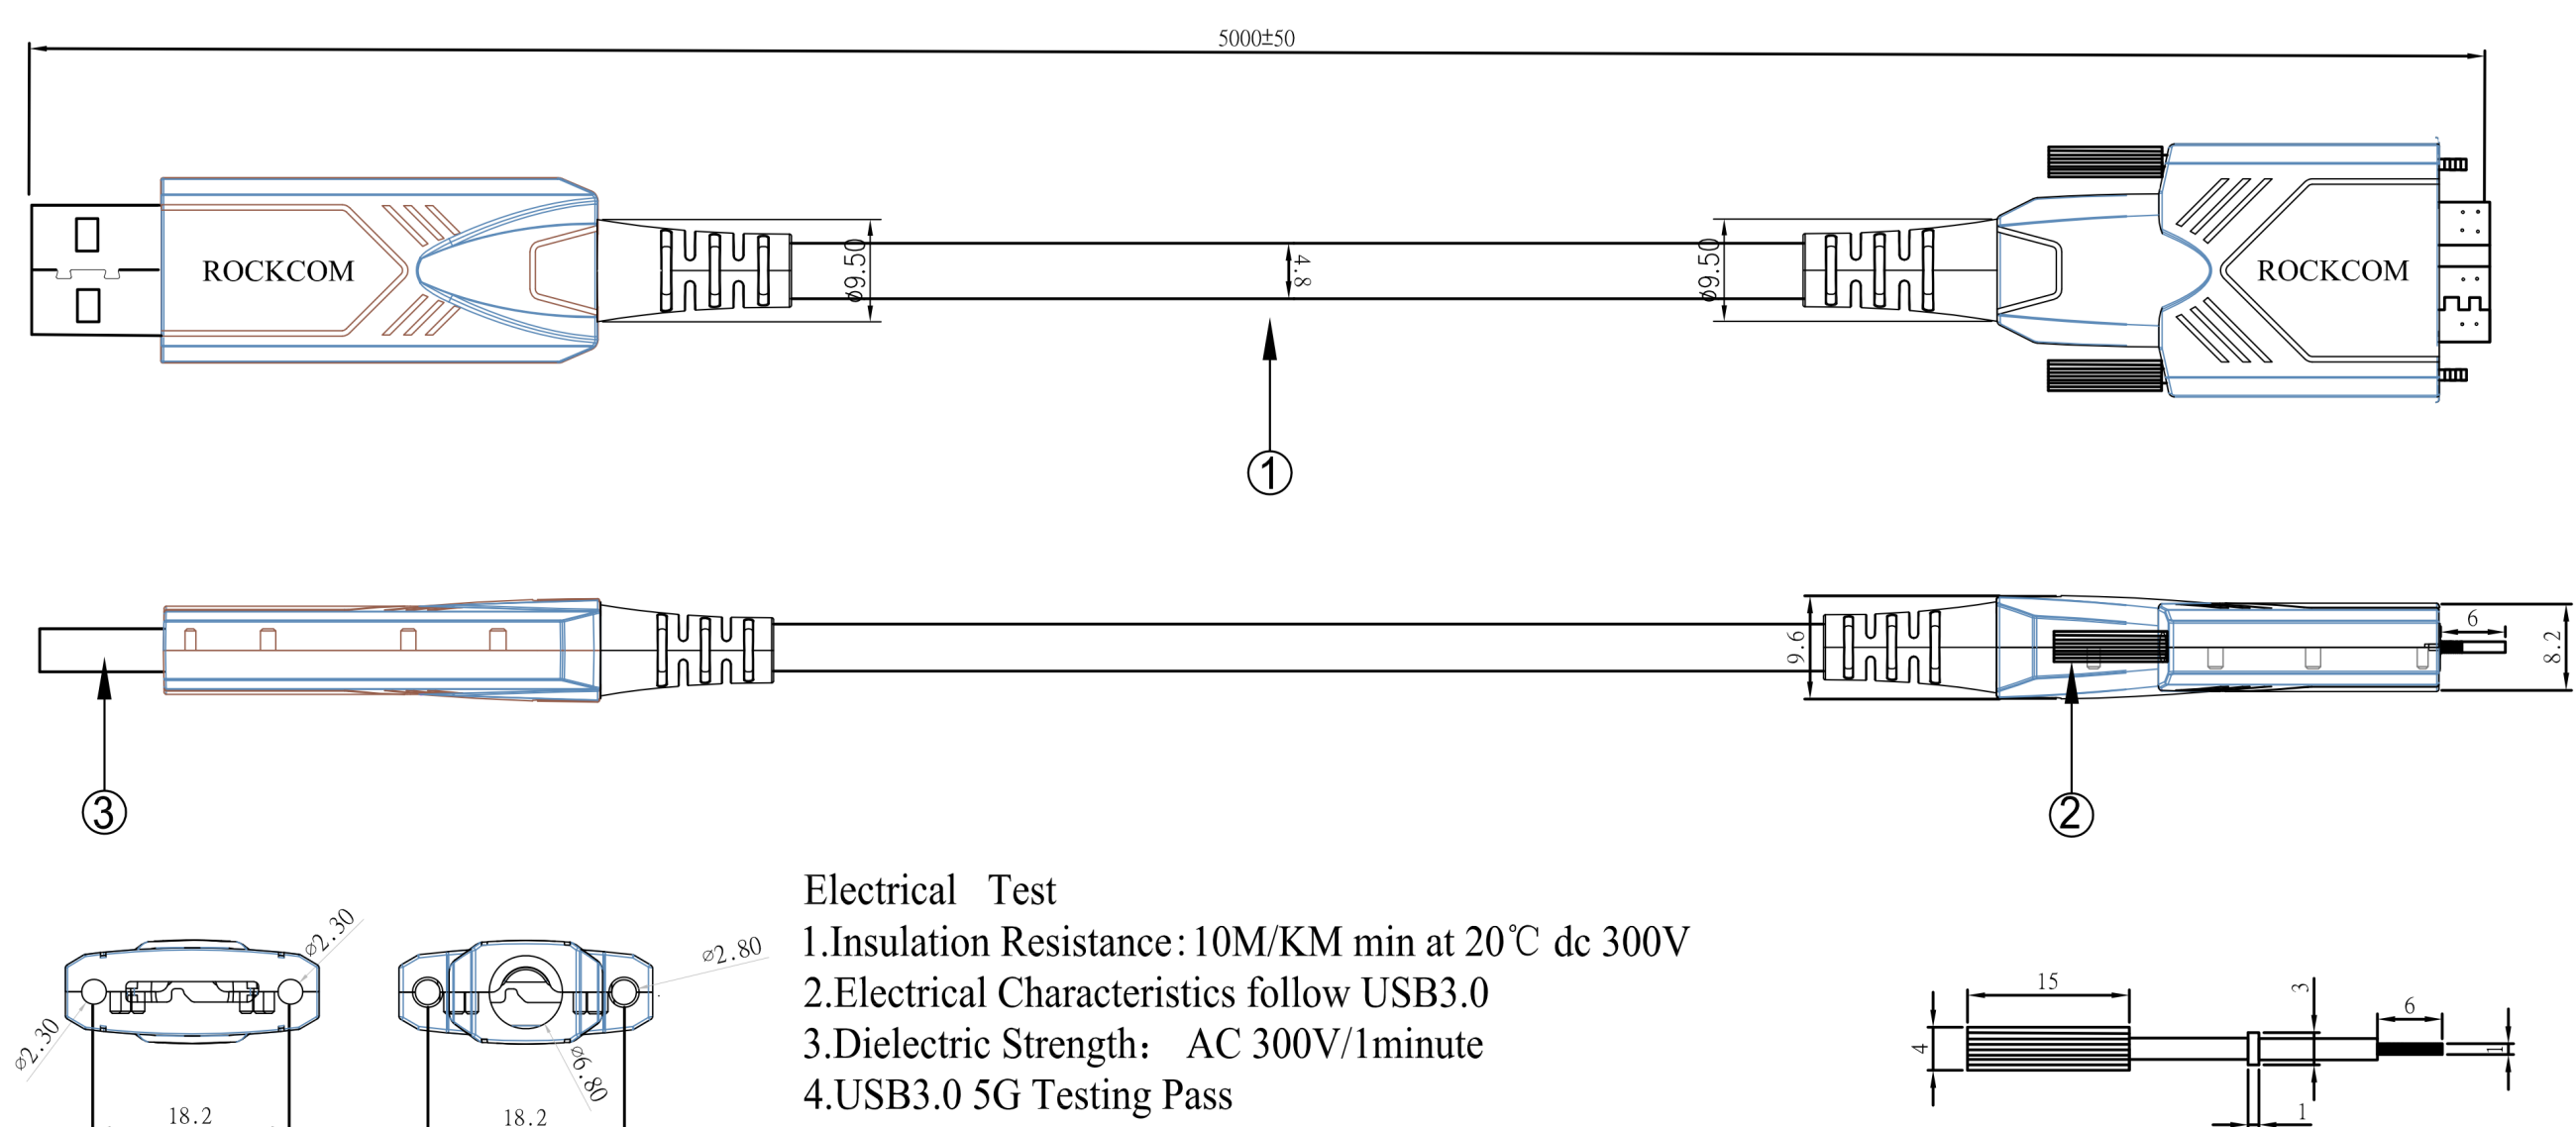 5000±50
ROCKCOM
ø9.50
4.8
ø9.50
ROCKCOM
1
9.6
6
8.2
3
2
Electrical Test
1.Insulation Resistance:10M/KM min at 20℃ dc 300V
2.Electrical Characteristics follow USB3.0
3.Dielectric Strength: AC 300V/1minute
4.USB3.0 5G Testing Pass
ø2.30
ø2.30
18.2
ø2.80
ø6.80
18.2
15
3
6
4
1
1